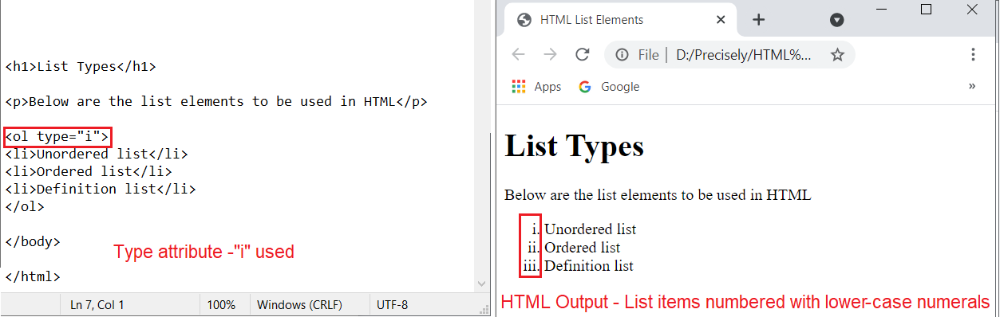 <h1>List Types</h1>
<p>Below are the list elements to be used in HTML</p>
<ol type="i">
<li>Unordered list</li>
<li>Ordered list</li>
<li>Definition list</li>
</ol>
</body>
Type attribute -"i" used
</html>
Ln 7, Col 1 100% Windows (CRLF) UTF-8
HTML List Elements
File | D:/Precisely/HTML%...
Apps Google »
List Types
Below are the list elements to be used in HTML
i. Unordered list
ii. Ordered list
iii. Definition list
HTML Output - List items numbered with lower-case numerals